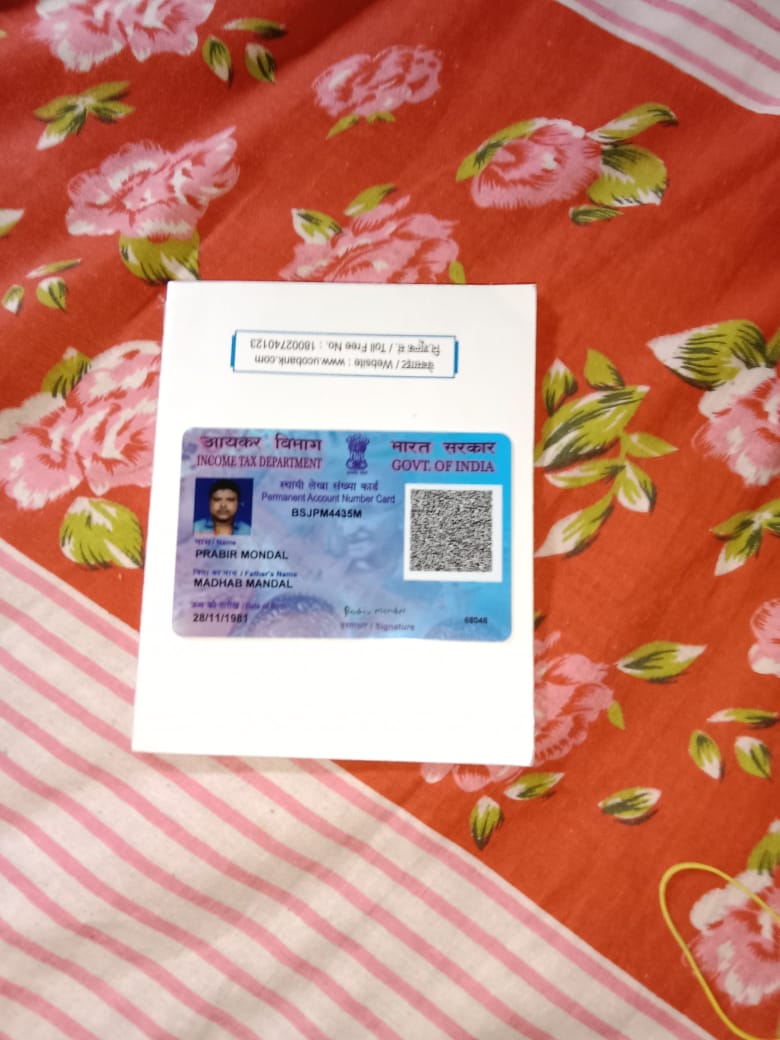 वेबसाइट / Website : www.ucobank.com
नि:शुल्क सं. / Toll Free No. : 18002740123
आयकर विभाग
INCOME TAX DEPARTMENT
भारत सरकार
GOVT. OF INDIA
स्थायी लेखा संख्या कार्ड
Permanent Account Number Card
BSJPM4435M
नाम / Name
PRABIR MONDAL
पिता का नाम / Father's Name
MADHAB MANDAL
जन्म की तारीख / Date of Birth
28/11/1981
Prabir Mondal
हस्ताक्षर / Signature
68046